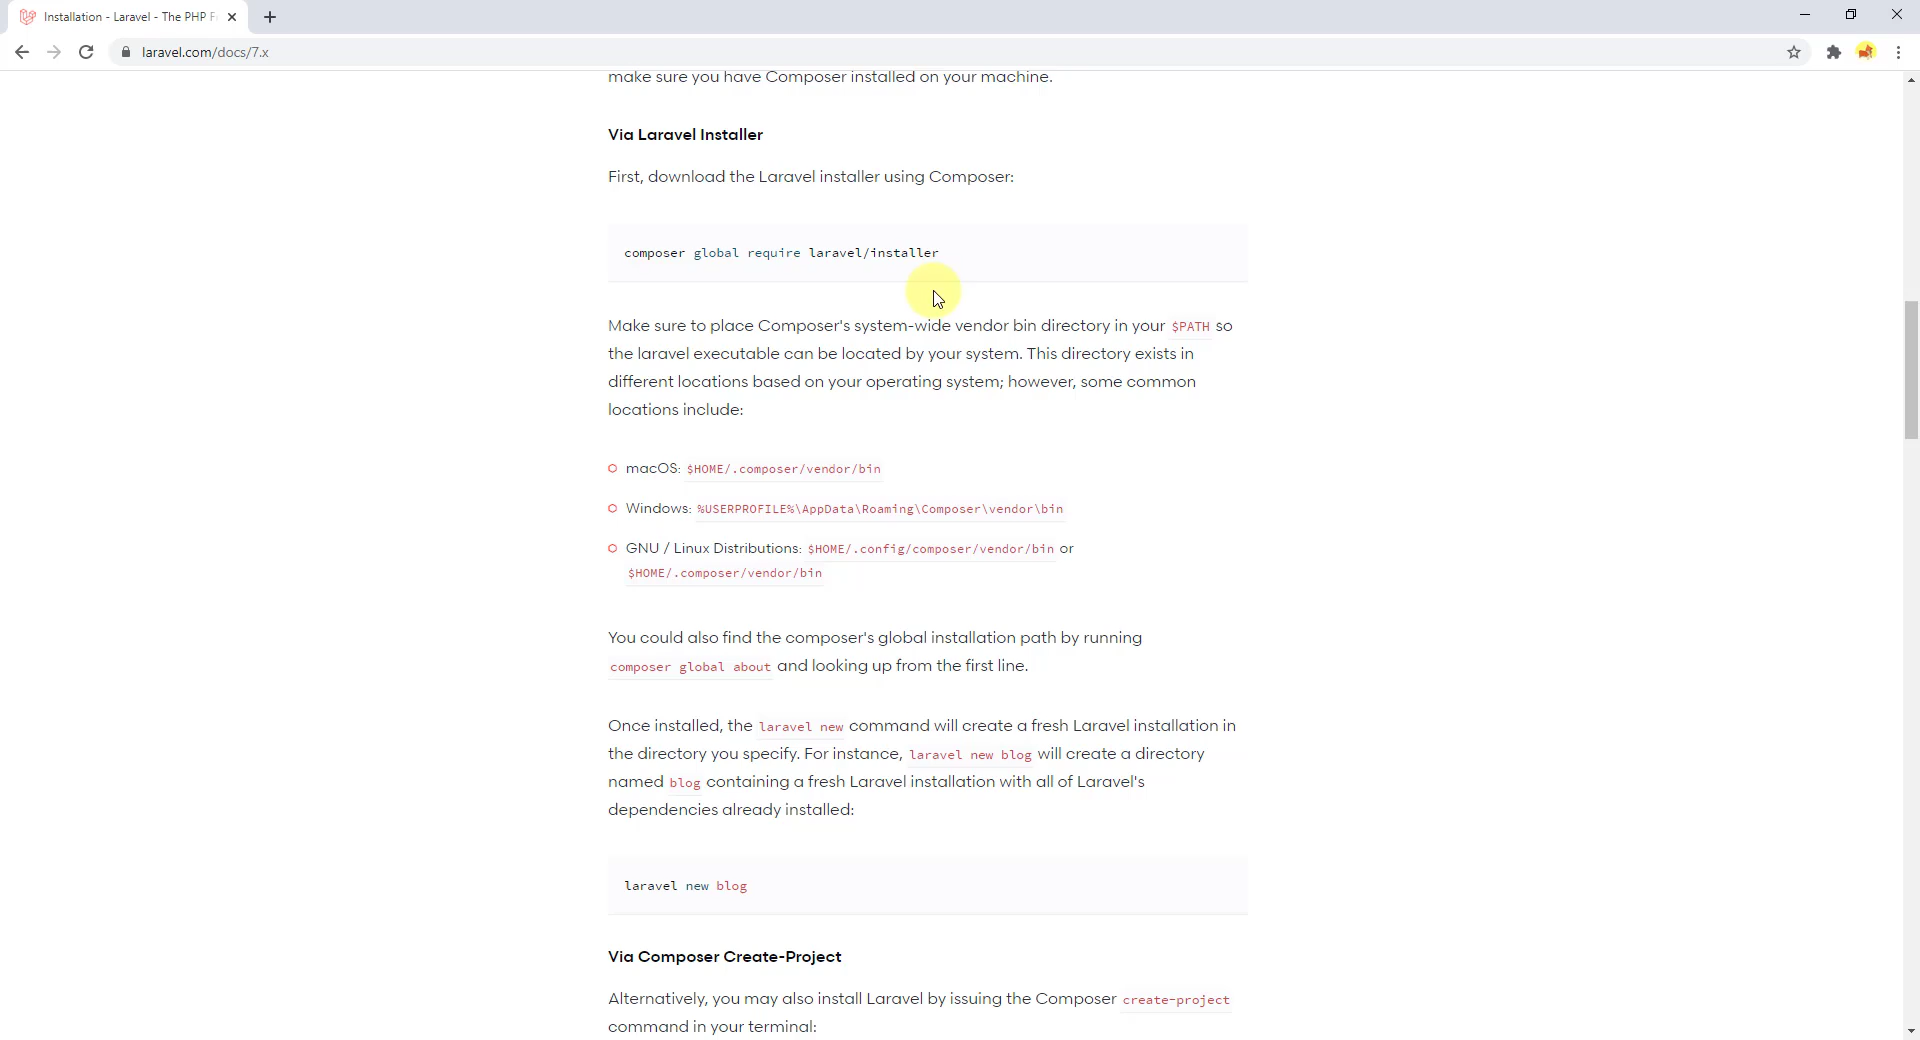 Installation - Laravel - The PHP F
laravel.com/docs/7.x
make sure you have Composer installed on your machine.
Via Laravel Installer
First, download the Laravel installer using Composer:
composer global require laravel/installer
Make sure to place Composer's system-wide vendor bin directory in your $PATH so
the laravel executable can be located by your system. This directory exists in
different locations based on your operating system; however, some common
locations include:
macOS: $HOME/.composer/vendor/bin
Windows: %USERPROFILE%\AppData\Roaming\Composer\vendor\bin
GNU / Linux Distributions: $HOME/.config/composer/vendor/bin or
$HOME/.composer/vendor/bin
You could also find the composer's global installation path by running
composer global about and looking up from the first line.
Once installed, the laravel new command will create a fresh Laravel installation in
the directory you specify. For instance, laravel new blog will create a directory
named blog containing a fresh Laravel installation with all of Laravel's
dependencies already installed:
laravel new blog
Via Composer Create-Project
Alternatively, you may also install Laravel by issuing the Composer create-project
command in your terminal: